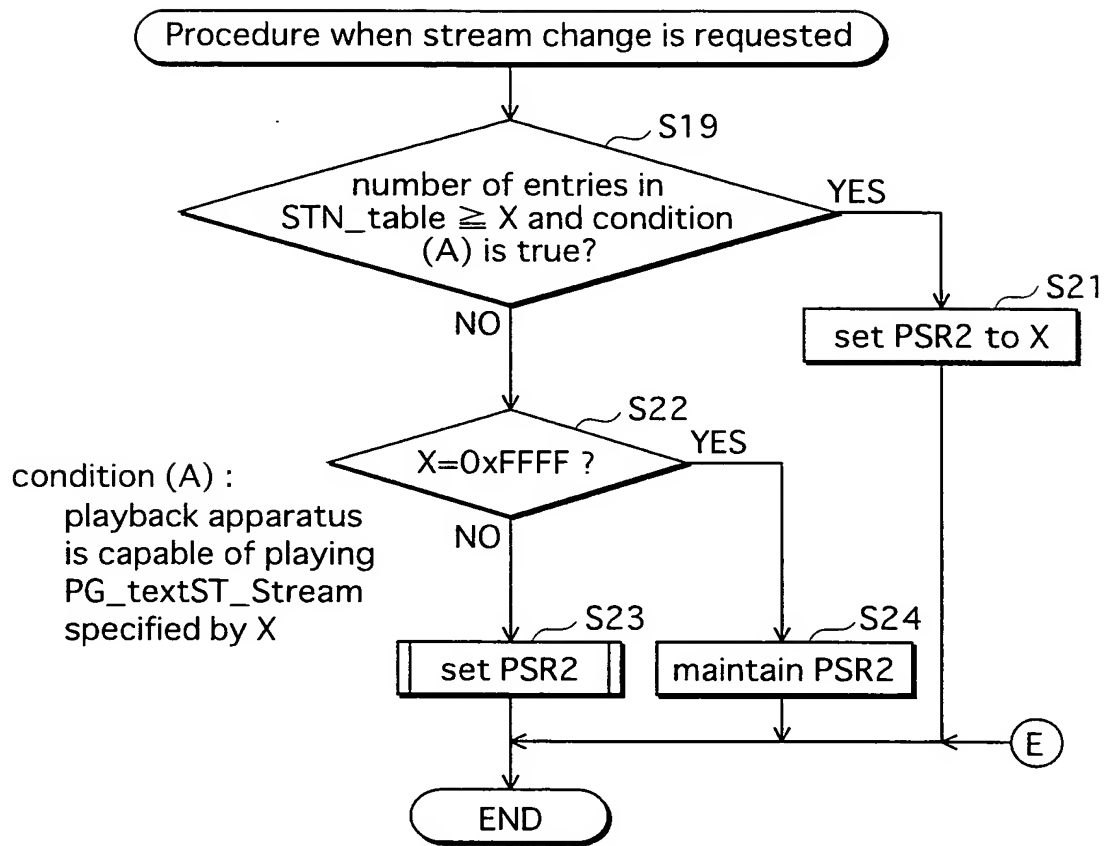 Procedure when stream change is requested
S19
number of entries in
STN_table ≧ X and condition
(A) is true?
YES
NO
S21
set PSR2 to X
S22
X=0xFFFF ?
YES
NO
condition (A) :
playback apparatus
is capable of playing
PG_textST_Stream
specified by X
S23
set PSR2
S24
maintain PSR2
E
END